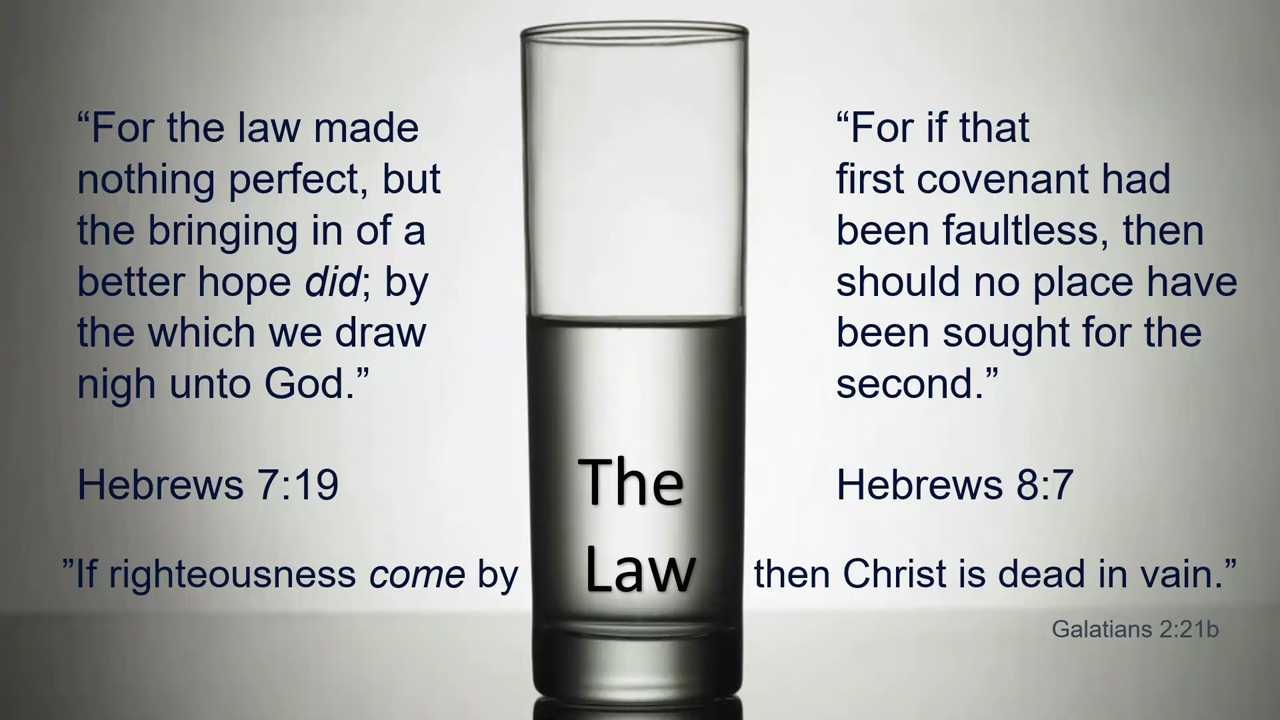 “For the law made
nothing perfect, but
the bringing in of a
better hope did; by
the which we draw
nigh unto God.”
Hebrews 7:19
“For if that
first covenant had
been faultless, then
should no place have
been sought for the
second.”
Hebrews 8:7
”If righteousness come by
The
Law
then Christ is dead in vain.”
Galatians 2:21b